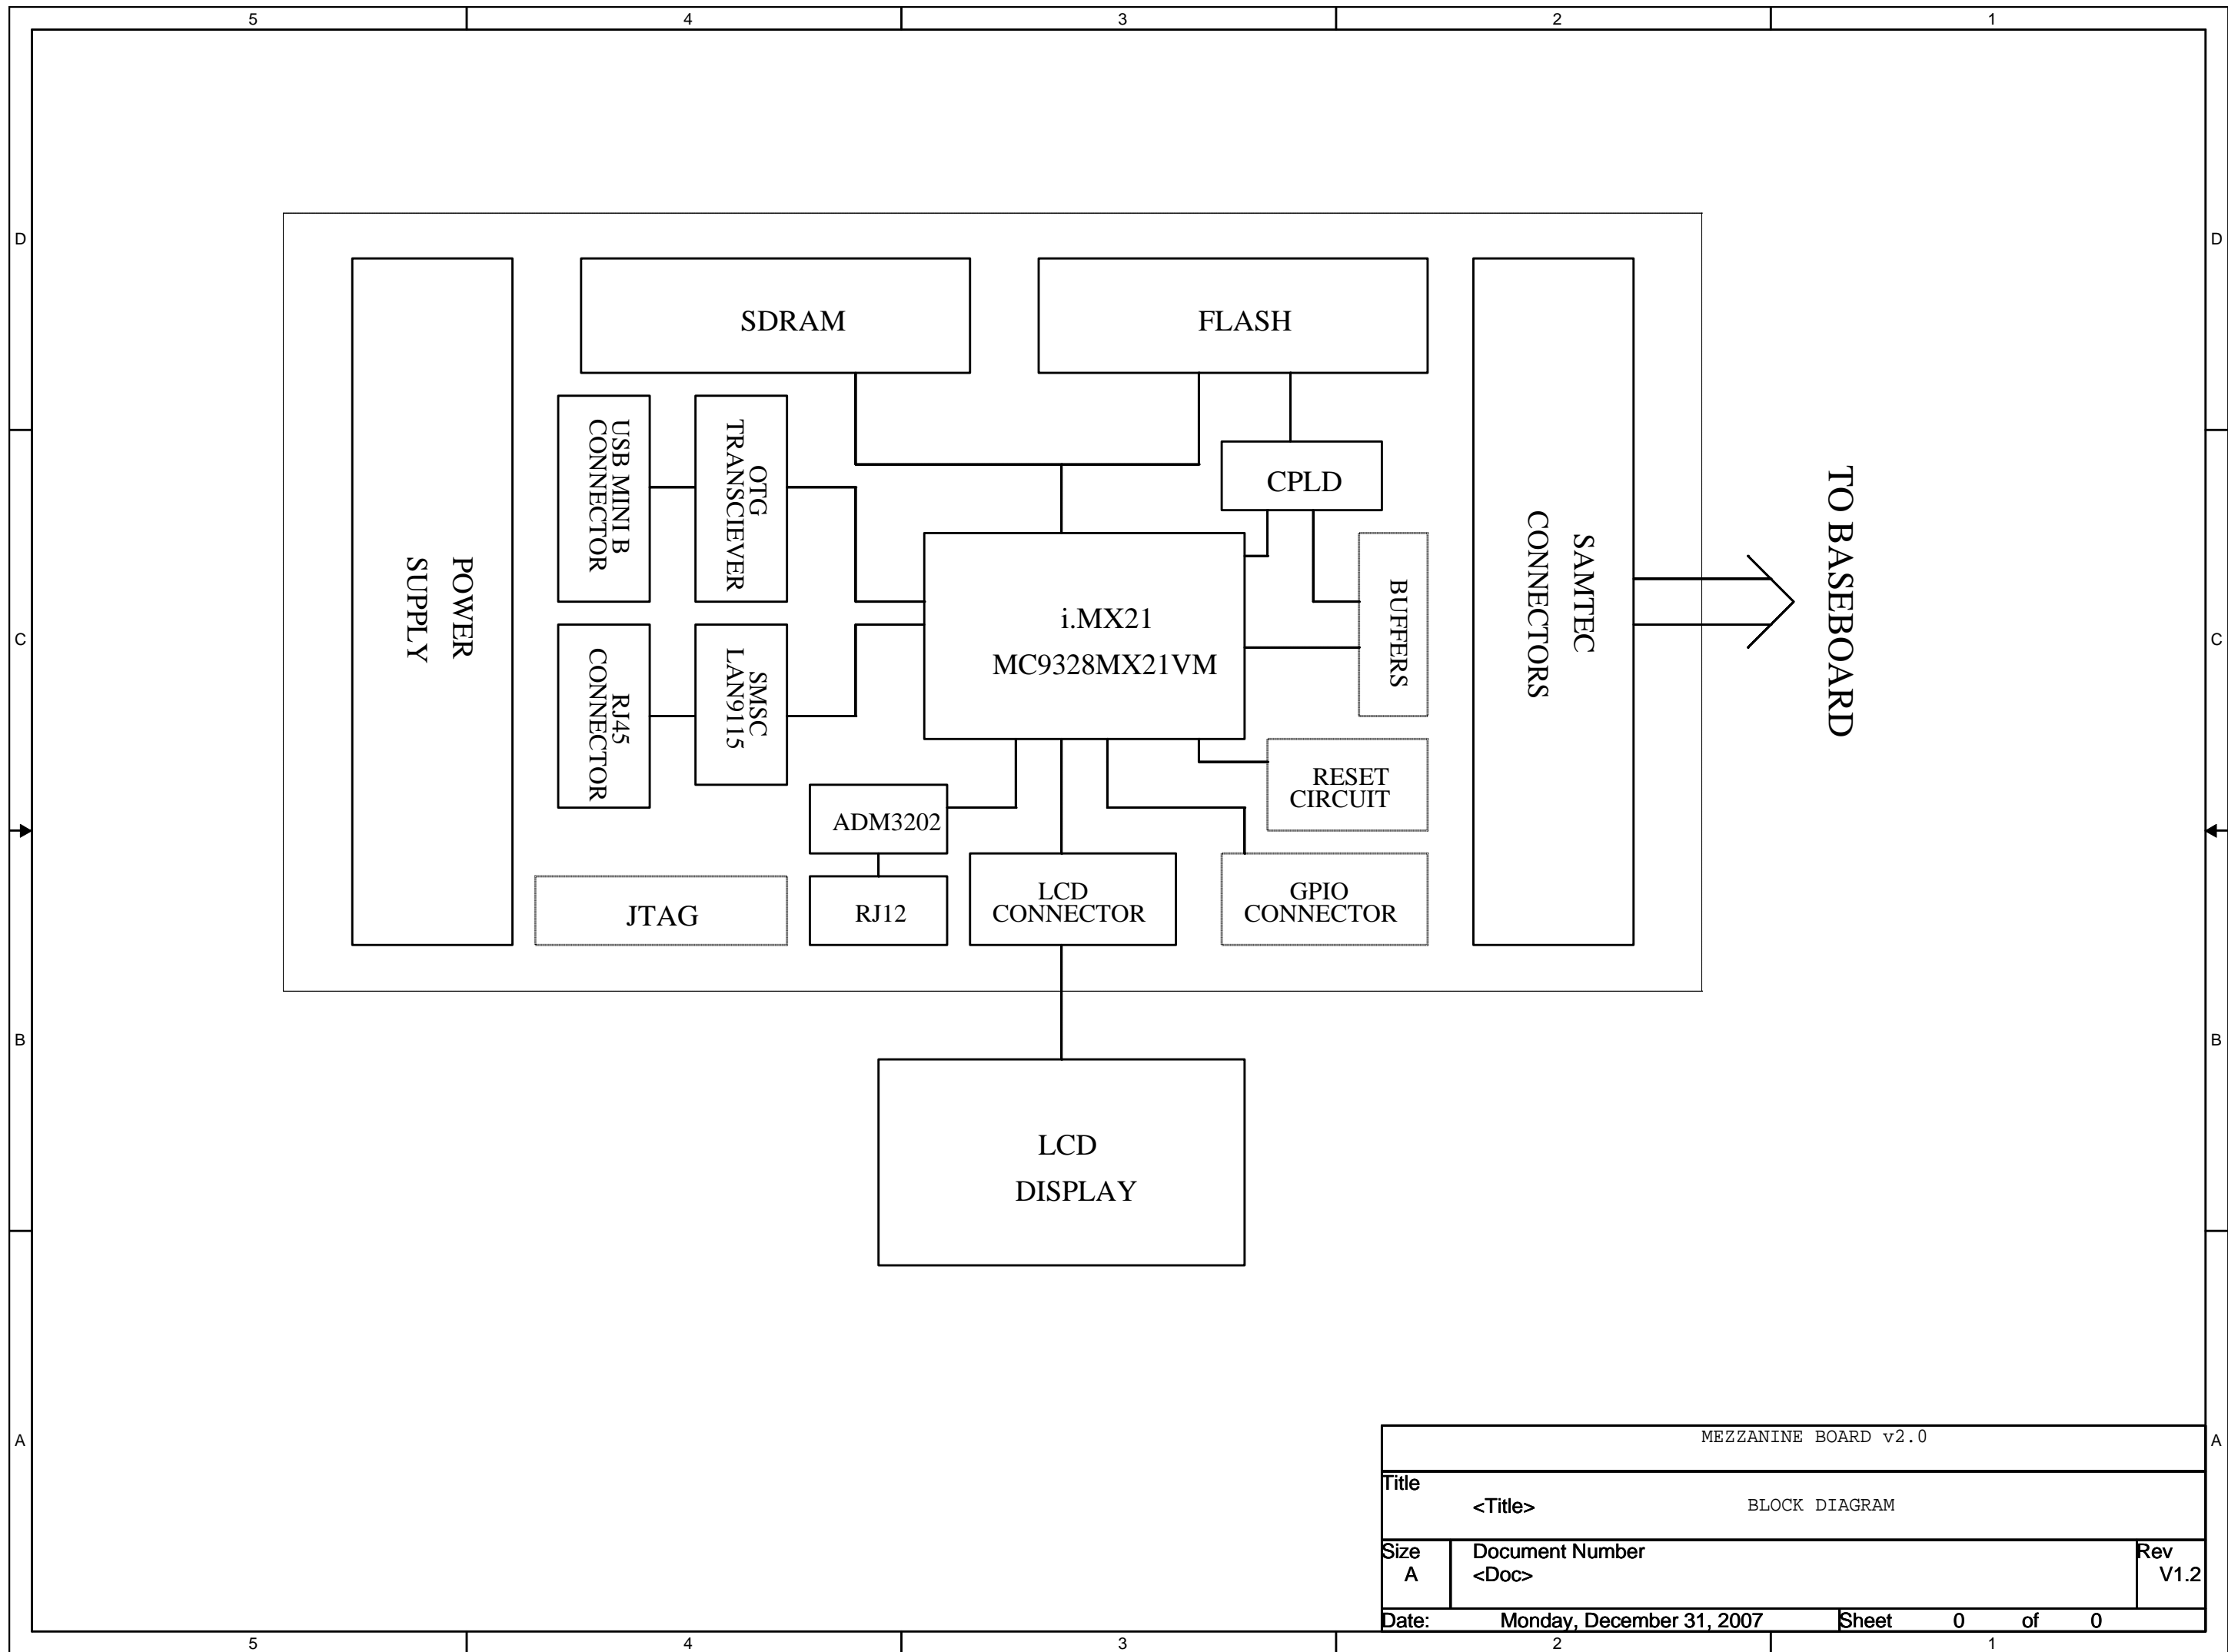 5 4 3 2 1
D D
SDRAM
FLASH
USB MINI B
CONNECTOR
OTG
TRANSCIEVER
CPLD
POWER
SUPPLY
i.MX21
MC9328MX21VM
BUFFERS
SAMTEC
CONNECTORS
TO BASEBOARD
C C
RJ45
CONNECTOR
SMSC
LAN9115
RESET
CIRCUIT
ADM3202
JTAG
RJ12
LCD
CONNECTOR
GPIO
CONNECTOR
B B
LCD
DISPLAY
A A
MEZZANINE BOARD v2.0
Title
<Title> BLOCK DIAGRAM
Size Document Number Rev
A <Doc> V1.2
Date: Monday, December 31, 2007 Sheet 0 of 0
5 4 3 2 1